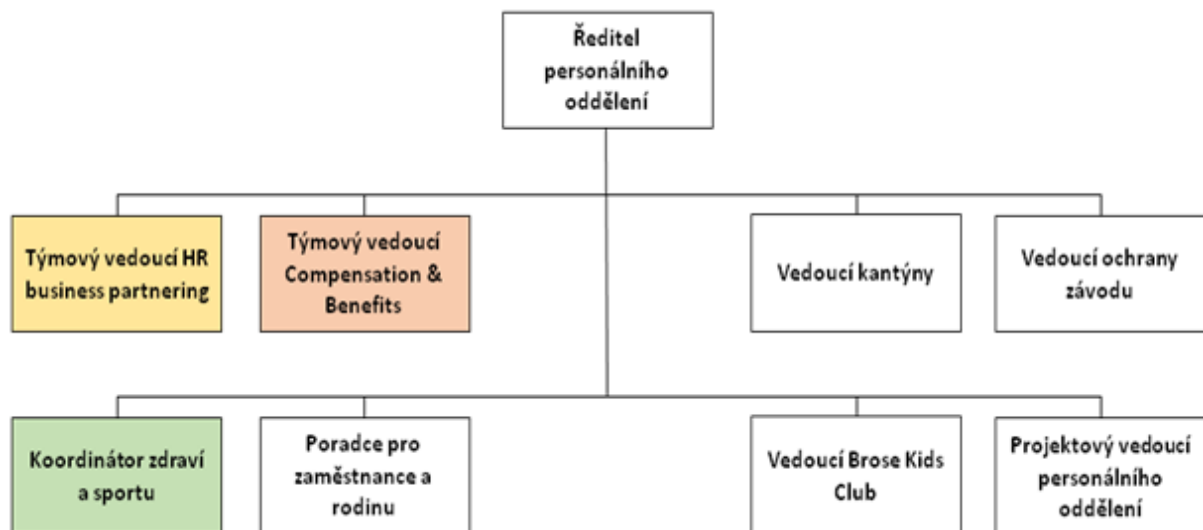 Ředitel
personálního
oddělení
Týmový vedoucí HR
business partnering
Týmový vedoucí
Compensation &
Benefits
Vedoucí kantýny
Vedoucí ochrany
závodu
Koordinátor zdraví
a sportu
Poradce pro
zaměstnance a
rodinu
Vedoucí Brose Kids
Club
Projektový vedoucí
personálního
oddělení